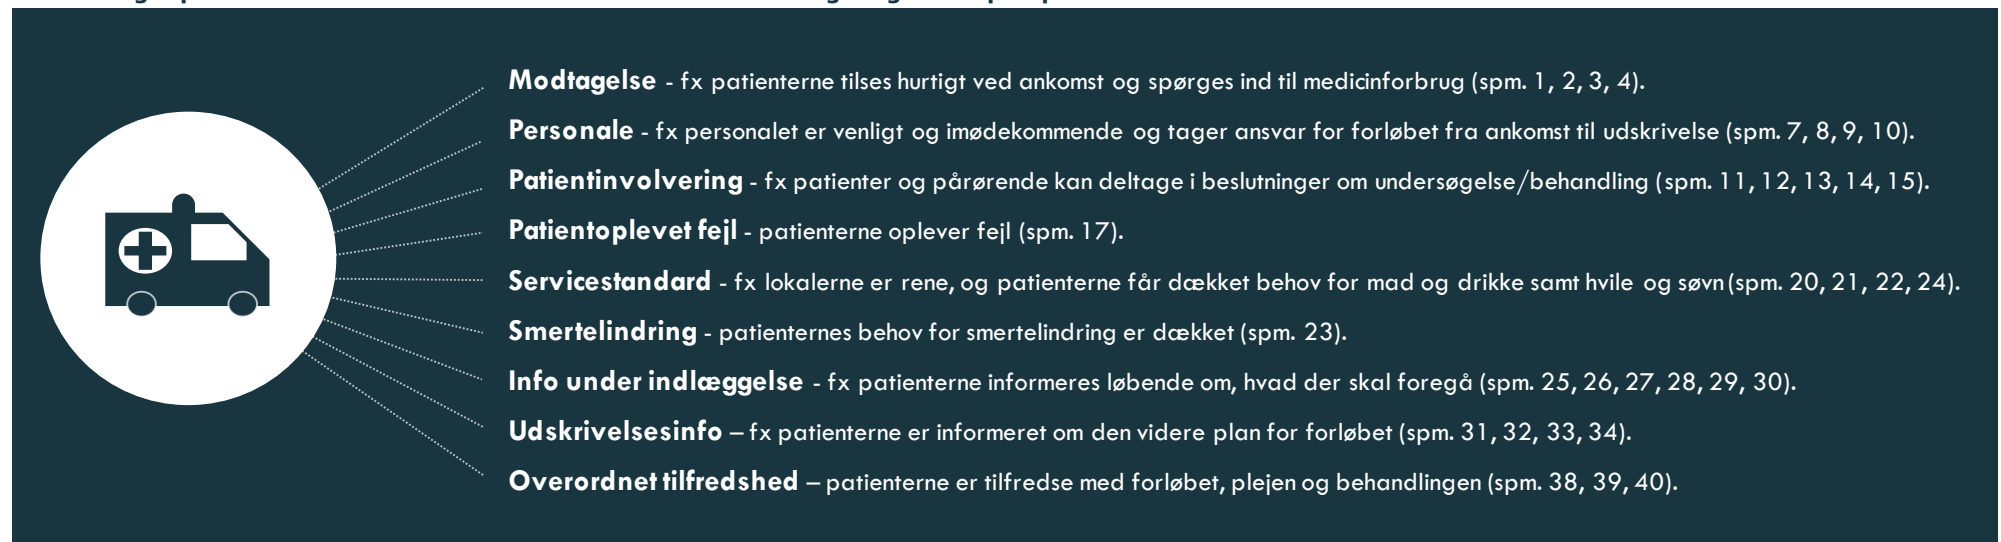 Modtagelse - fx patienterne tilses hurtigt ved ankomst og spørges ind til medicinforbrug (spm. 1, 2, 3, 4).
Personale - fx personalet er venligt og imødekommende og tager ansvar for forløbet fra ankomst til udskrivelse (spm. 7, 8, 9, 10).
Patientinvolvering - fx patienter og pårørende kan deltage i beslutninger om undersøgelse/behandling (spm. 11, 12, 13, 14, 15).
Patientoplevet fejl - patienterne oplever fejl (spm. 17).
Servicestandard - fx lokalerne er rene, og patienterne får dækket behov for mad og drikke samt hvile og søvn (spm. 20, 21, 22, 24).
Smertelindring - patienternes behov for smertelindring er dækket (spm. 23).
Info under indlæggelse - fx patienterne informeres løbende om, hvad der skal foregå (spm. 25, 26, 27, 28, 29, 30).
Udskrivelsesinfo – fx patienterne er informeret om den videre plan for forløbet (spm. 31, 32, 33, 34).
Overordnet tilfredshed – patienterne er tilfredse med forløbet, plejen og behandlingen (spm. 38, 39, 40).